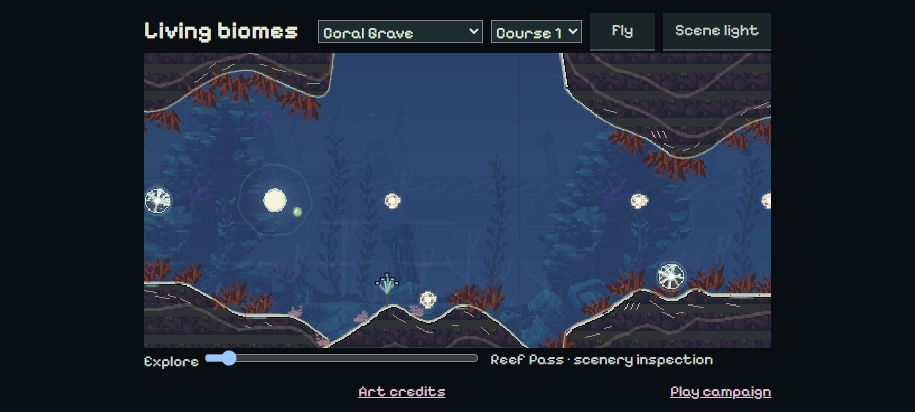 Living biomes
Coral Grave
Course 1
Fly
Scene light
Explore
Reef Pass · scenery inspection
Art credits
Play campaign